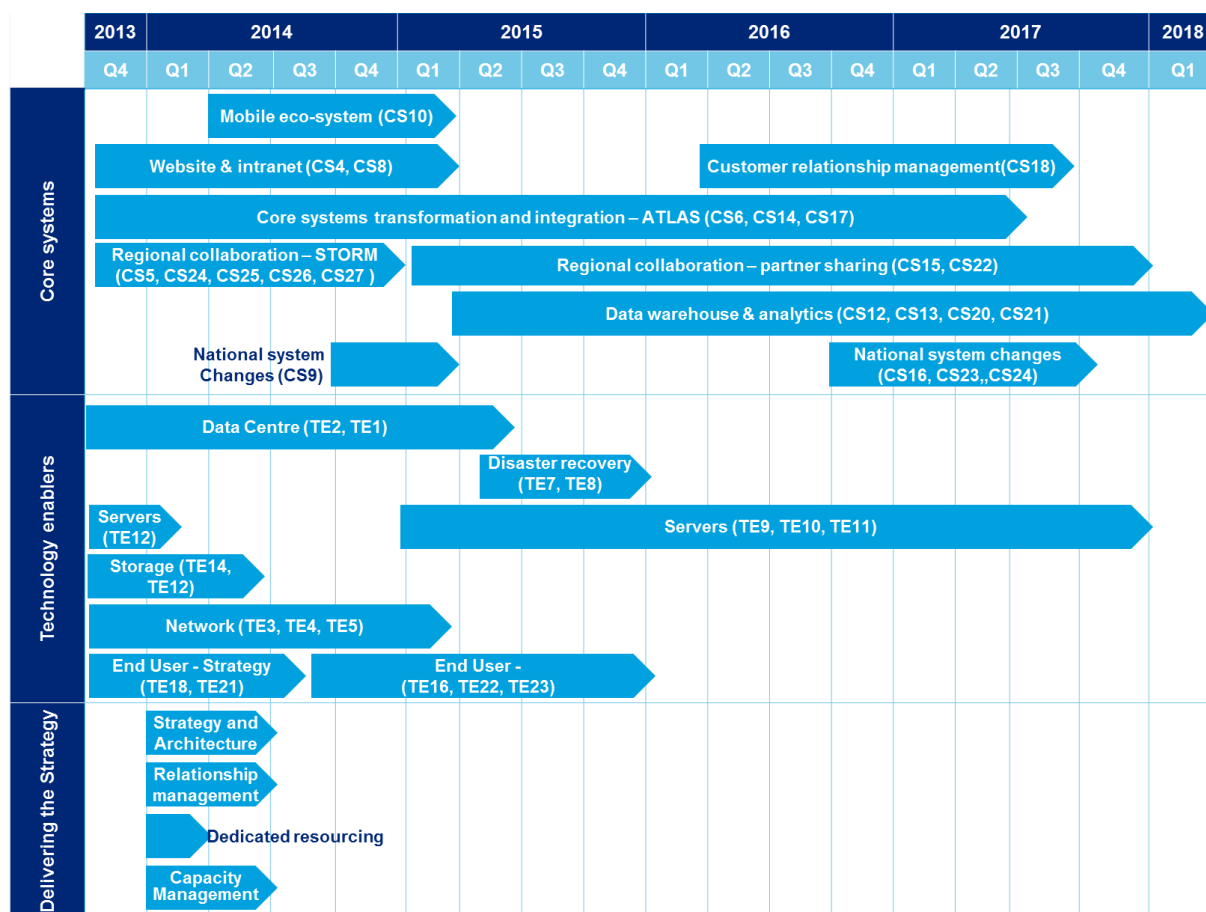 2013 2014 2015 2016 2017 2018
Q4 Q1 Q2 Q3 Q4 Q1 Q2 Q3 Q4 Q1 Q2 Q3 Q4 Q1 Q2 Q3 Q4 Q1
Core systems
Mobile eco-system (CS10)
Website & intranet (CS4, CS8)
Customer relationship management(CS18)
Core systems transformation and integration – ATLAS (CS6, CS14, CS17)
Regional collaboration – STORM
(CS5, CS24, CS25, CS26, CS27 )
Regional collaboration – partner sharing (CS15, CS22)
Data warehouse & analytics (CS12, CS13, CS20, CS21)
National system
Changes (CS9)
National system changes
(CS16, CS23,,CS24)
Technology enablers
Data Centre (TE2, TE1)
Disaster recovery
(TE7, TE8)
Servers
(TE12)
Servers (TE9, TE10, TE11)
Storage (TE14,
TE12)
Network (TE3, TE4, TE5)
End User - Strategy
(TE18, TE21)
End User -
(TE16, TE22, TE23)
Delivering the Strategy
Strategy and
Architecture
Relationship
management
Dedicated resourcing
Capacity
Management